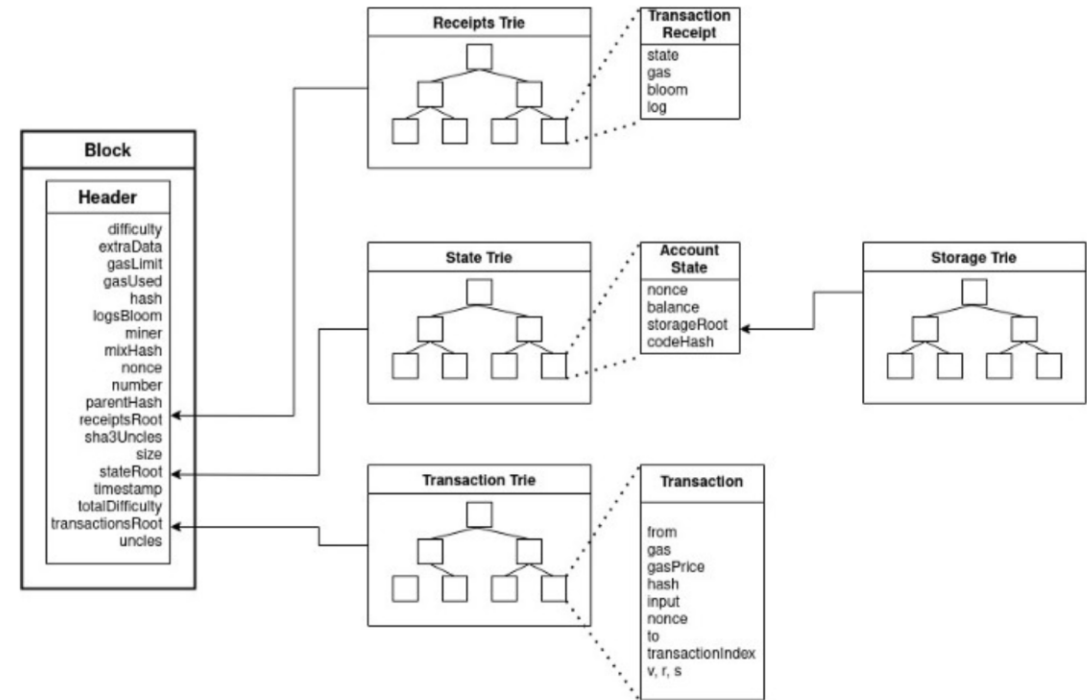 Block
Header
difficulty
extraData
gasLimit
gasUsed
hash
logsBloom
miner
mixHash
nonce
number
parentHash
receiptsRoot
sha3Uncles
size
stateRoot
timestamp
totalDifficulty
transactionsRoot
uncles
Receipts Trie
Transaction
Receipt
state
gas
bloom
log
State Trie
Account
State
nonce
balance
storageRoot
codeHash
Storage Trie
Transaction Trie
Transaction
from
gas
gasPrice
hash
input
nonce
to
transactionIndex
v, r, s